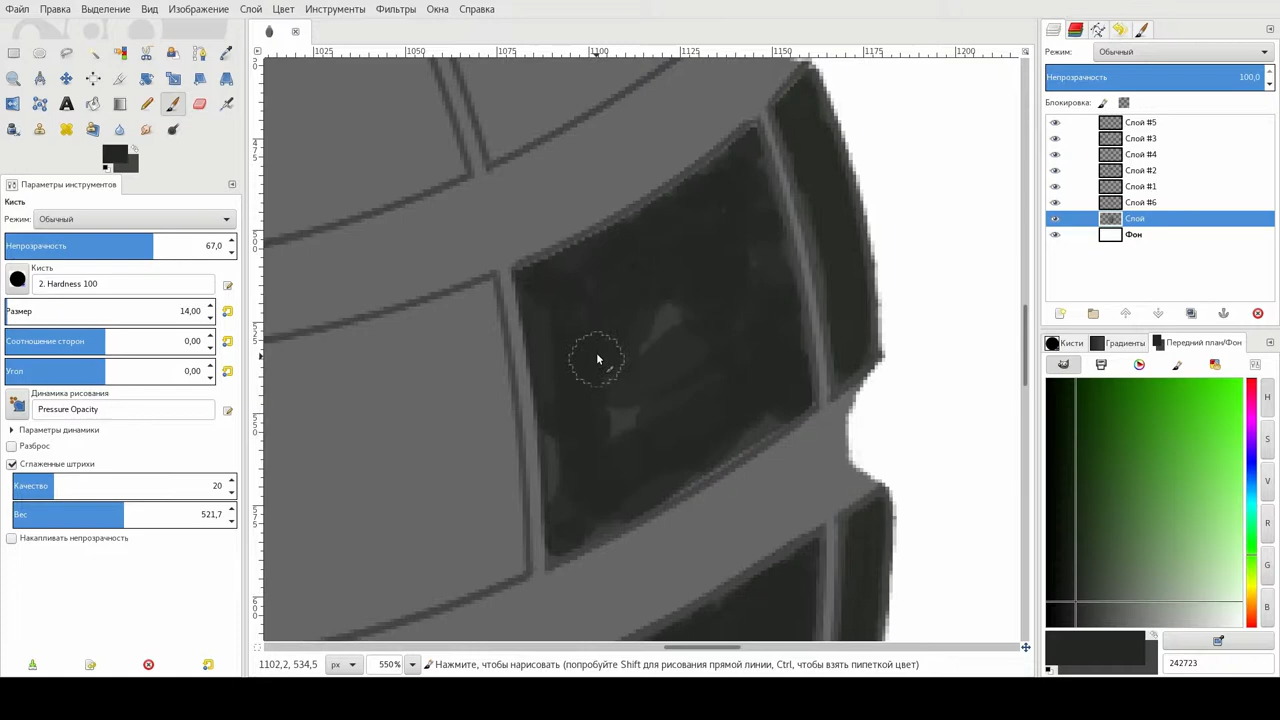 Файл Правка Выделение Вид Изображение Слой Цвет Инструменты Фильтры Окна Справка
1025 1050 1075 1100 1125 1150 1175 1200
Режим: Обычный
Непрозрачность 100,0
Блокировка:
Слой #5
Слой #3
Слой #4
Слой #2
Слой #1
Слой #6
Слой
Фон
Параметры инструментов
Кисть
Режим: Обычный
Непрозрачность 67,0
Кисть
2. Hardness 100
Размер 14,00
Соотношение сторон 0,00
Угол 0,00
Динамика рисования
Pressure Opacity
Параметры динамики
Разброс
Сглаженные штрихи
Качество 20
Вес 521,7
Накапливать непрозрачность
Кисти Градиенты Передний план/Фон
H
S
V
R
G
B
242723
1102,2, 534,5 px 550% Нажмите, чтобы нарисовать (попробуйте Shift для рисования прямой линии, Ctrl, чтобы взять пипеткой цвет)